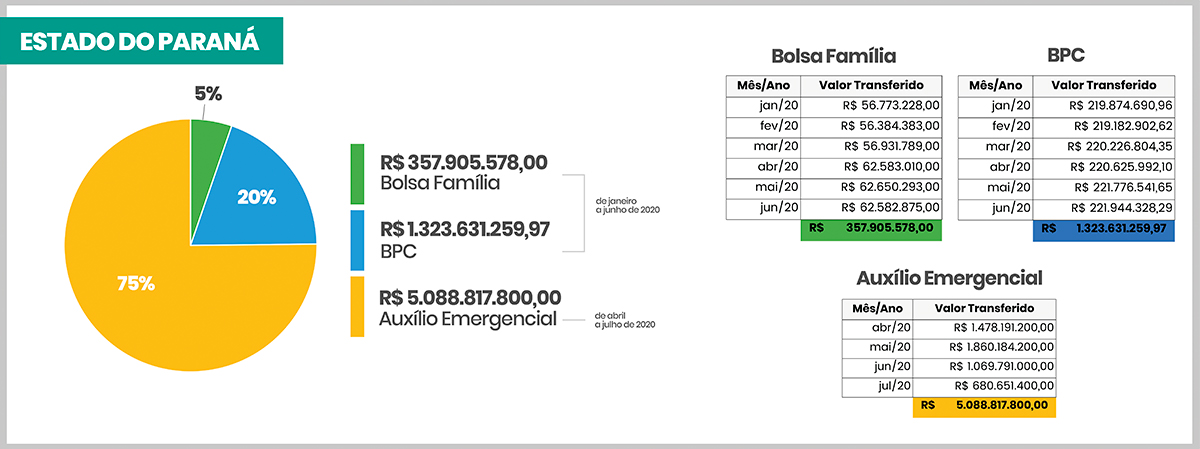 ESTADO DO PARANÁ
5%
20%
75%
R$ 357.905.578,00
Bolsa Família
R$ 1.323.631.259,97
BPC
de janeiro
a junho de 2020
R$ 5.088.817.800,00
Auxílio Emergencial
de abril
a julho de 2020
Bolsa Família
Mês/Ano Valor Transferido
jan/20 R$ 56.773.228,00
fev/20 R$ 56.384.383,00
mar/20 R$ 56.931.789,00
abr/20 R$ 62.583.010,00
mai/20 R$ 62.650.293,00
jun/20 R$ 62.582.875,00
R$ 357.905.578,00
BPC
Mês/Ano Valor Transferido
jan/20 R$ 219.874.690,96
fev/20 R$ 219.182.902,62
mar/20 R$ 220.226.804,35
abr/20 R$ 220.625.992,10
mai/20 R$ 221.776.541,65
jun/20 R$ 221.944.328,29
R$ 1.323.631.259,97
Auxílio Emergencial
Mês/Ano Valor Transferido
abr/20 R$ 1.478.191.200,00
mai/20 R$ 1.860.184.200,00
jun/20 R$ 1.069.791.000,00
jul/20 R$ 680.651.400,00
R$ 5.088.817.800,00